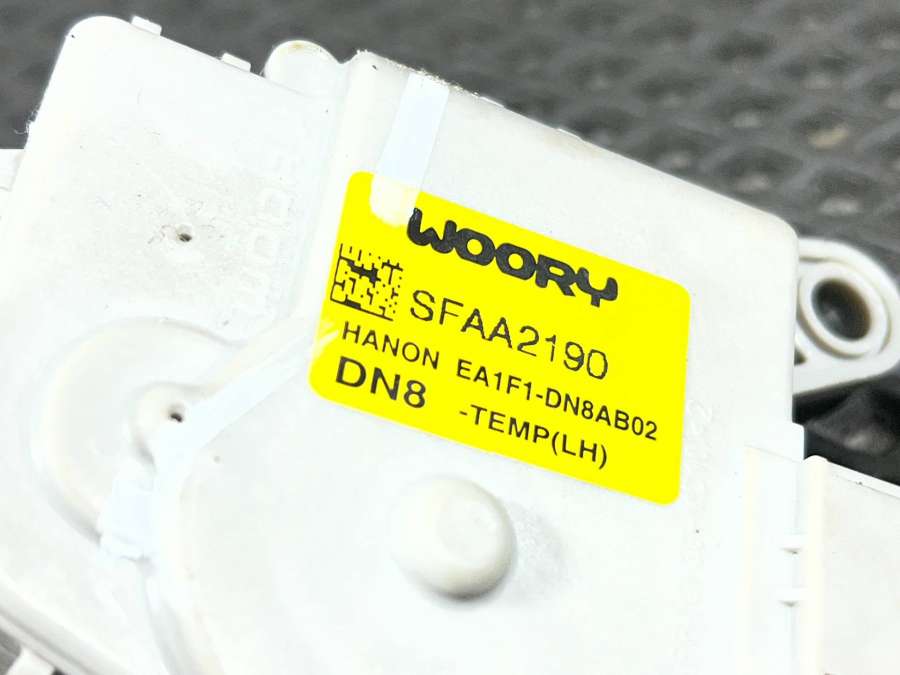 WOORY
SFAA2190
HANON EA1F1-DN8AB02
DN8 -TEMP(LH)